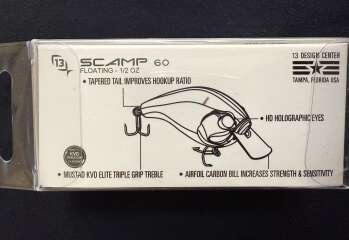 13 SCAMP 60
FLOATING - 1/2 OZ
• TAPERED TAIL IMPROVES HOOKUP RATIO
13 DESIGN CENTER
TAMPA, FLORIDA USA
• HD HOLOGRAPHIC EYES
KVD
• MUSTAD KVD ELITE TRIPLE GRIP TREBLE
• AIRFOIL CARBON BILL INCREASES STRENGTH & SENSITIVITY